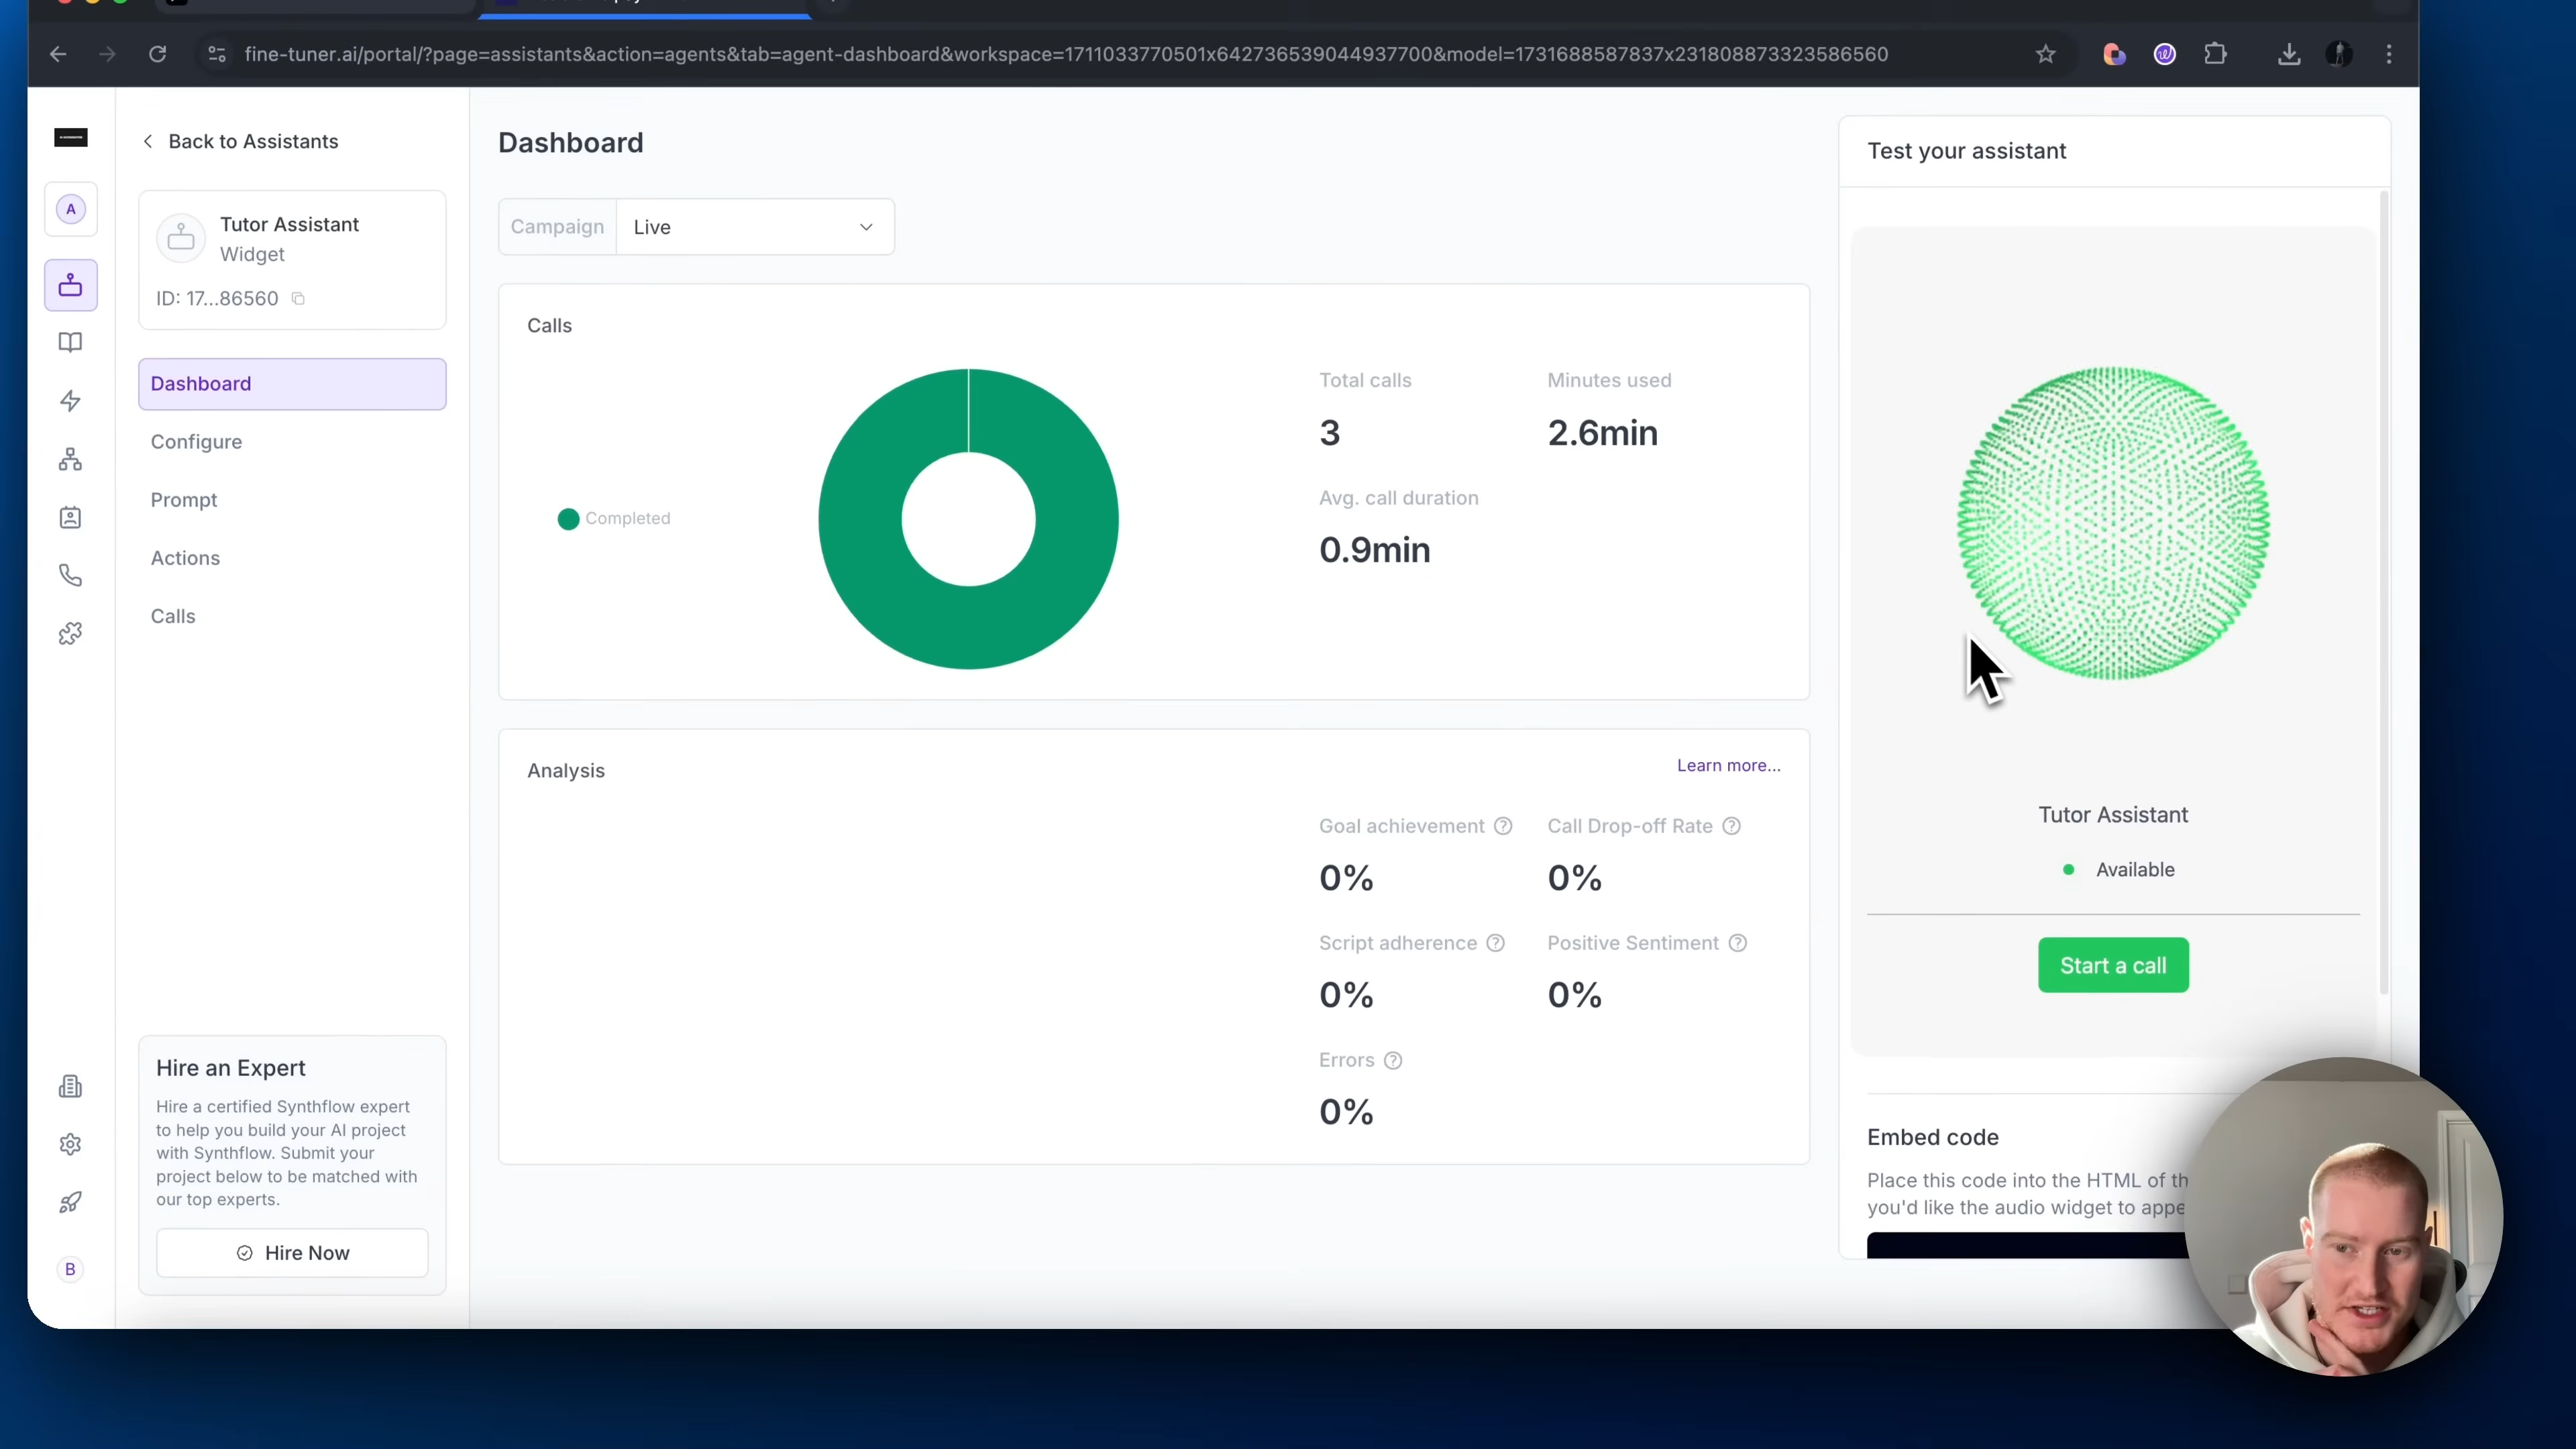 fine-tuner.ai/portal/?page=assistants&action=agents&tab=agent-dashboard&workspace=1711033770501x642736539044937700&model=1731688587837x231808873323586560
Back to Assistants
A
Tutor Assistant
Widget
ID: 17...86560
Dashboard
Configure
Prompt
Actions
Calls
Hire an Expert
Hire a certified Synthflow expert
to help you build your AI project
with Synthflow. Submit your
project below to be matched with
our top experts.
Hire Now
B
Dashboard
Campaign Live
Calls
Completed
Total calls
3
Minutes used
2.6min
Avg. call duration
0.9min
Analysis
Learn more...
Goal achievement
0%
Call Drop-off Rate
0%
Script adherence
0%
Positive Sentiment
0%
Errors
0%
Test your assistant
Tutor Assistant
Available
Start a call
Embed code
Place this code into the HTML of th
you'd like the audio widget to appe